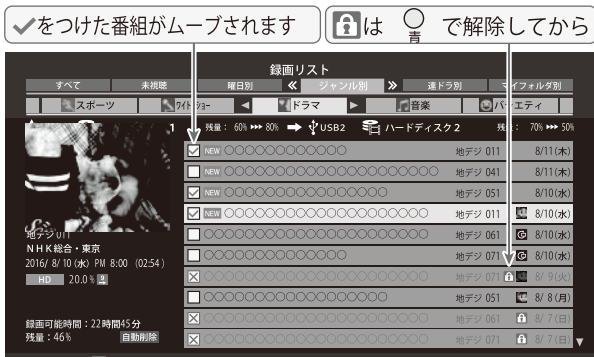 ✓をつけた番組がムーブされます
🔒は 青 で解除してから
録画リスト
すべて 未視聴 曜日別 ≪ ジャンル別 ≫ 連ドラ別 マイフォルダ別
スポーツ ワイドショー ◀ ドラマ ▶ 音楽 バラエティ
1 残量： 60% ▸▸▸ 80% ➡ USB2 ハードディスク2 残量： 70% ▸▸▸ 50%
☑ NEW ○○○○○○○○○○○○ 地デジ 011 8/11(木)
☐ NEW ○○○○○○○○○○○○○○○○○○○○○ 地デジ 041 8/11(木)
☑ NEW ○○○○○○○○○○○○○○○○ 地デジ 051 8/10(水)
☑ NEW ○○○○○○○○○○○○○○○○○○○○ 地デジ 011 8/10(水)
☐ ○○○○○○○○○○○○○○○○○○○○○○ 地デジ 061 G 8/10(水)
☐ ○○○○○○○○○○○○○○ 地デジ 071 G 8/10(水)
☒ ○○○○○○○○○○○○○○○○○○○○○○ 地デジ 071 8/ 9(火)
☐ ○○○○○○○○○○○○○○○○○○ 地デジ 051 8/ 8(月)
☒ ○○○○○○○○○○○○○○○○○○○○○○ 地デジ 061 8/ 7(日)
☒ ○○○○○○○○○○○○○○○○○○○○○○ 地デジ 071 8/ 7(日) ▼
地デジ 011
NHK総合・東京
2016/ 8/10 (水) PM 8:00 (02:54)
HD 20.0%
録画可能時間：22時間45分
残量：46% 自動削除